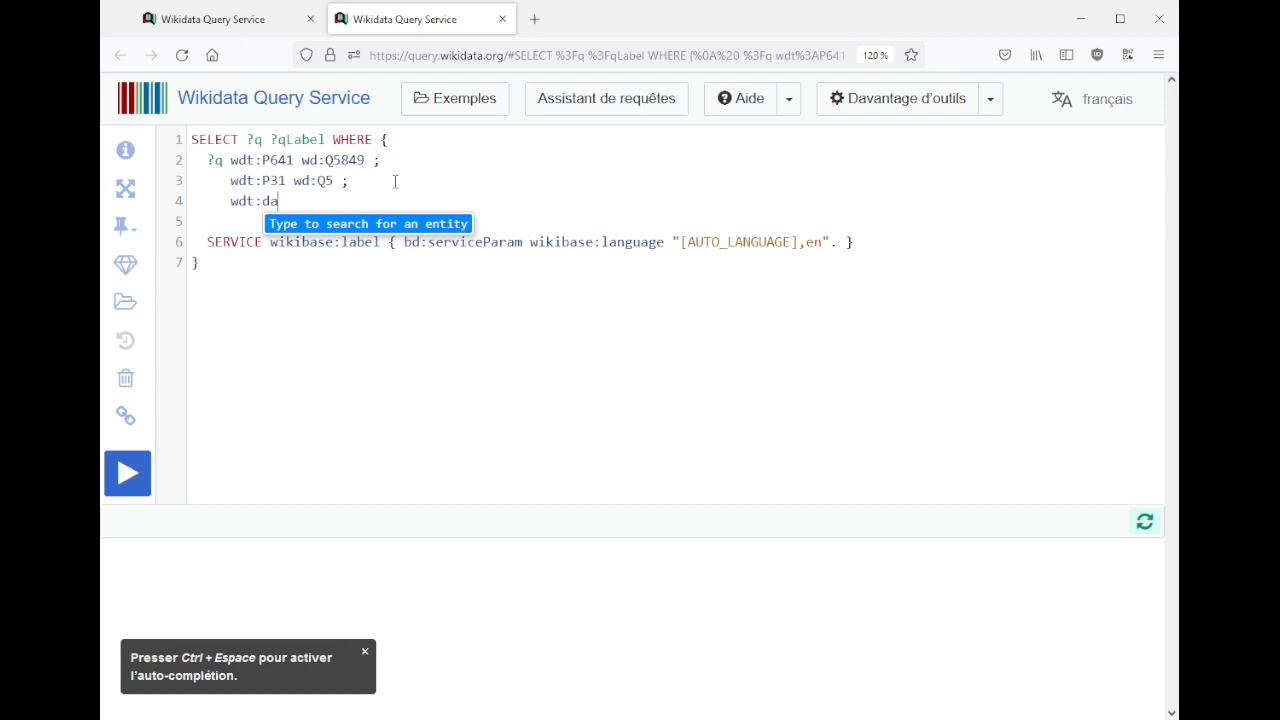 Wikidata Query Service
Wikidata Query Service
https://query.wikidata.org/#SELECT %3Fq %3FqLabel WHERE {%0A%20 %3Fq wdt%3AP641 120 %
Wikidata Query Service Exemples Assistant de requêtes Aide Davantage d'outils français
1 SELECT ?q ?qLabel WHERE {
2 ?q wdt:P641 wd:Q5849 ;
3 wdt:P31 wd:Q5 ;
4 wdt:da
5 Type to search for an entity
6 SERVICE wikibase:label { bd:serviceParam wikibase:language "[AUTO_LANGUAGE],en". }
7 }
Presser Ctrl + Espace pour activer
l'auto-complétion.